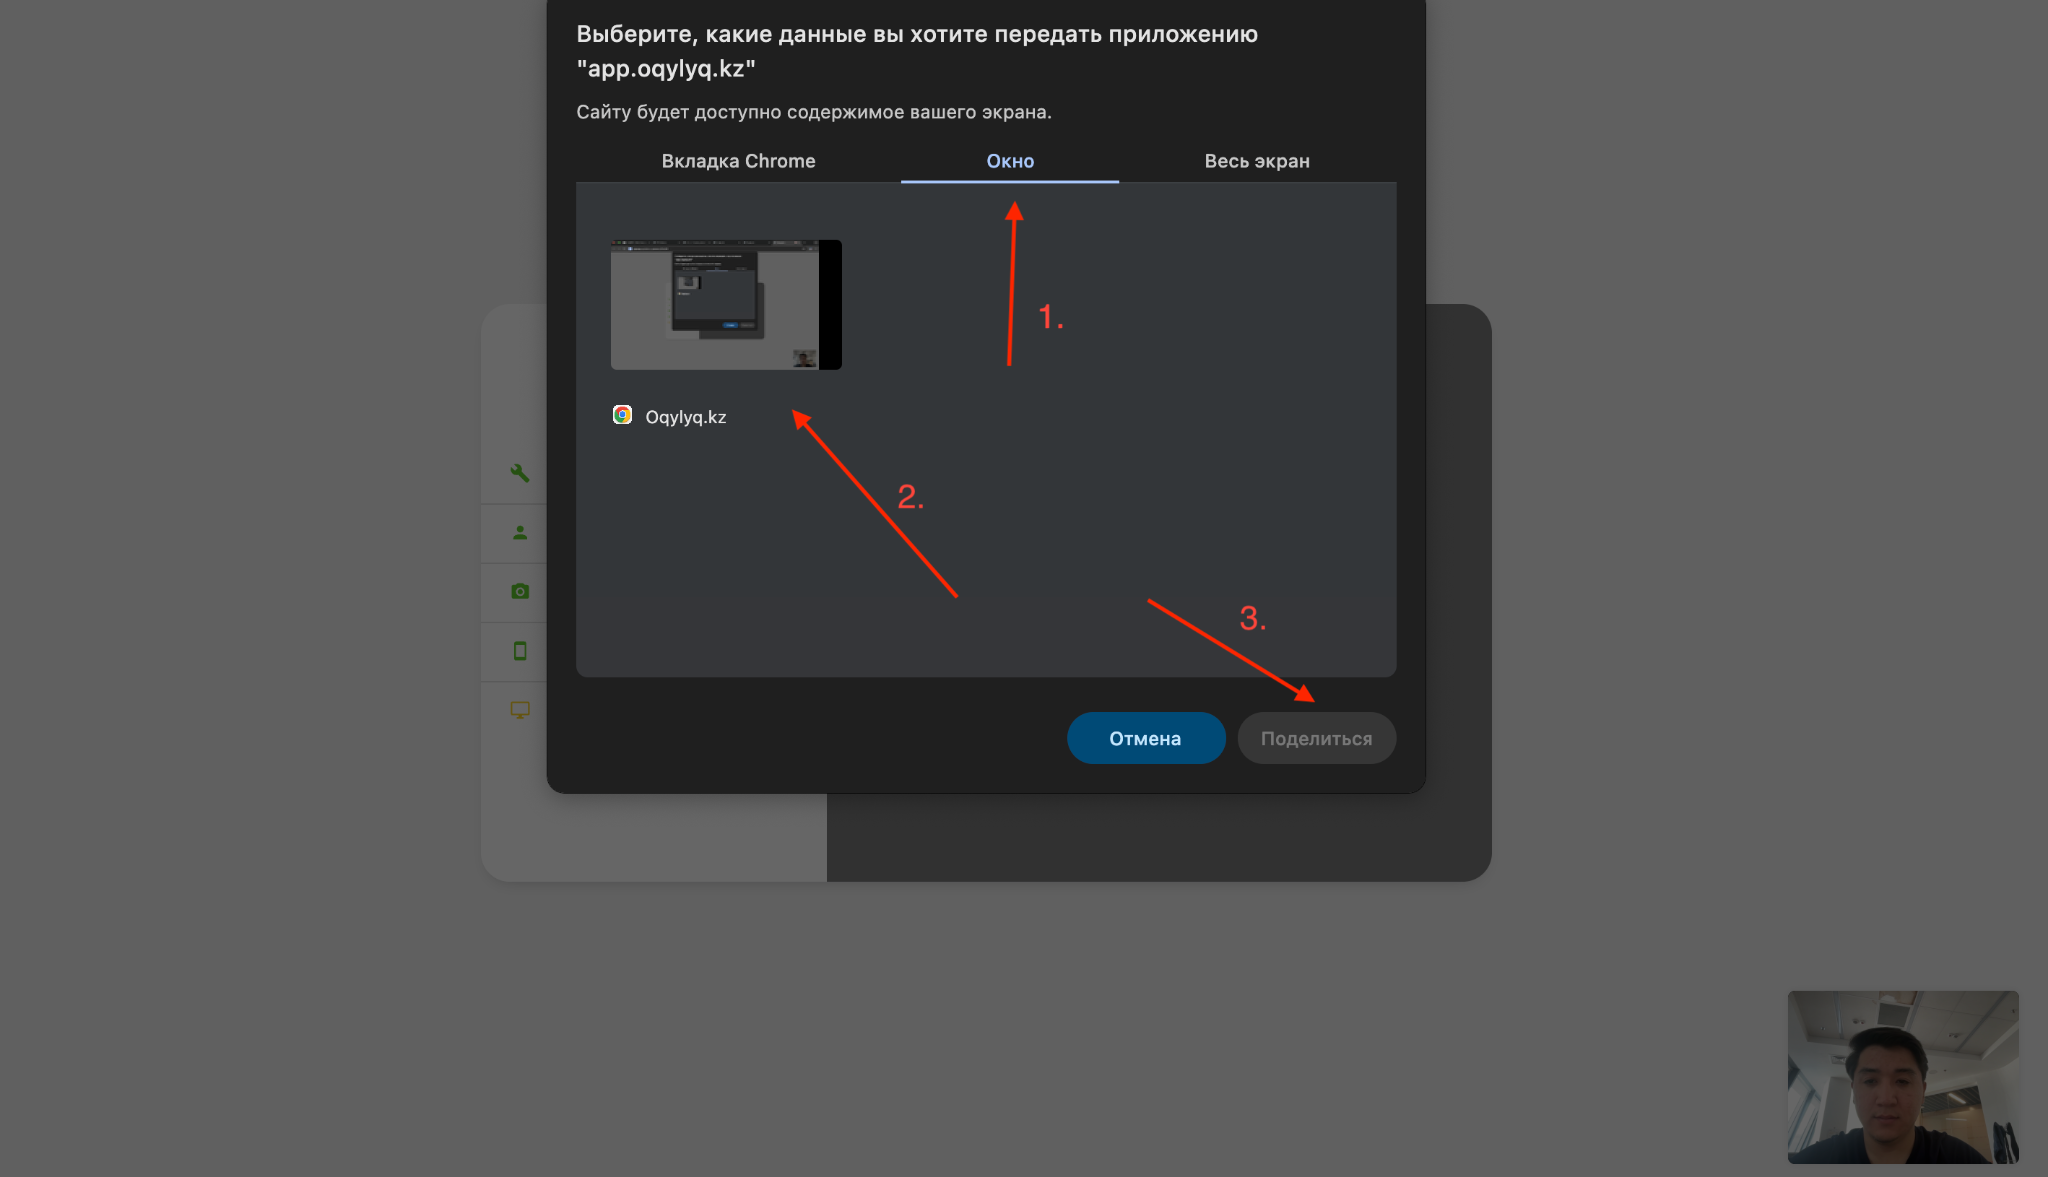 Выберите, какие данные вы хотите передать приложению
"app.oqylyq.kz"
Сайту будет доступно содержимое вашего экрана.
Вкладка Chrome
Окно
Весь экран
1.
Oqylyq.kz
2.
3.
Отмена
Поделиться